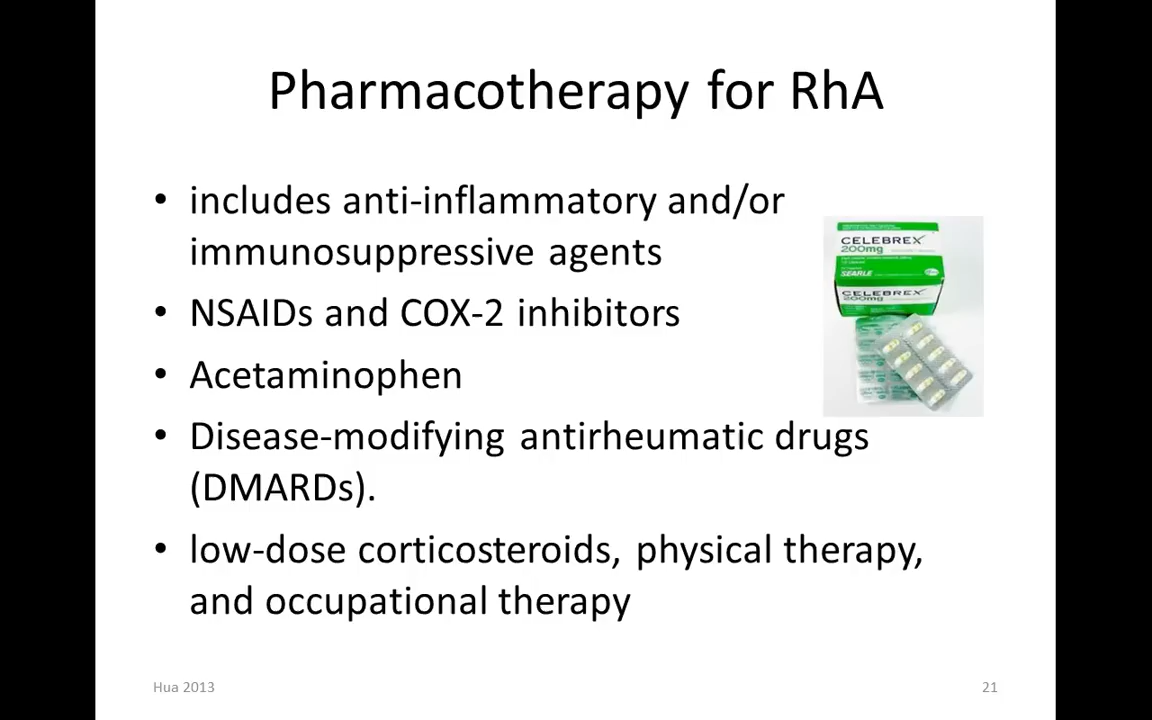 Pharmacotherapy for RhA
• includes anti-inflammatory and/or
immunosuppressive agents
• NSAIDs and COX-2 inhibitors
• Acetaminophen
• Disease-modifying antirheumatic drugs
(DMARDs).
• low-dose corticosteroids, physical therapy,
and occupational therapy
CELEBREX
200mg
SEARLE
CELEBREX
200mg
Hua 2013
21